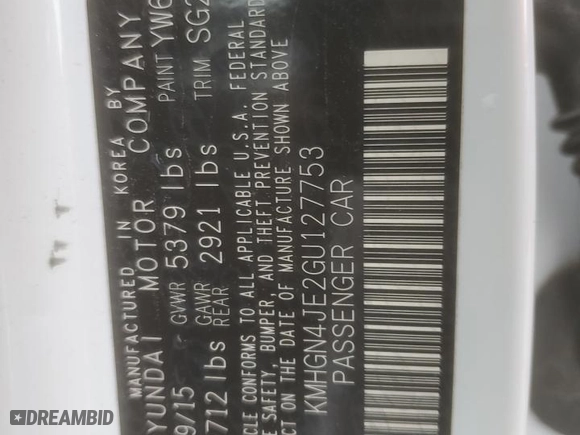 MANUFACTURED IN KOREA BY
YUNDAI MOTOR COMPANY
9/15 GVWR 5379 lbs PAINT YW6
GAWR
712 lbs REAR 2921 lbs TRIM SG2
CLE CONFORMS TO ALL APPLICABLE U.S.A. FEDERAL
E SAFETY, BUMPER, AND THEFT PREVENTION STANDARD
CT ON THE DATE OF MANUFACTURE SHOWN ABOVE
KMHGN4JE2GU127753
PASSENGER CAR
DREAMBID